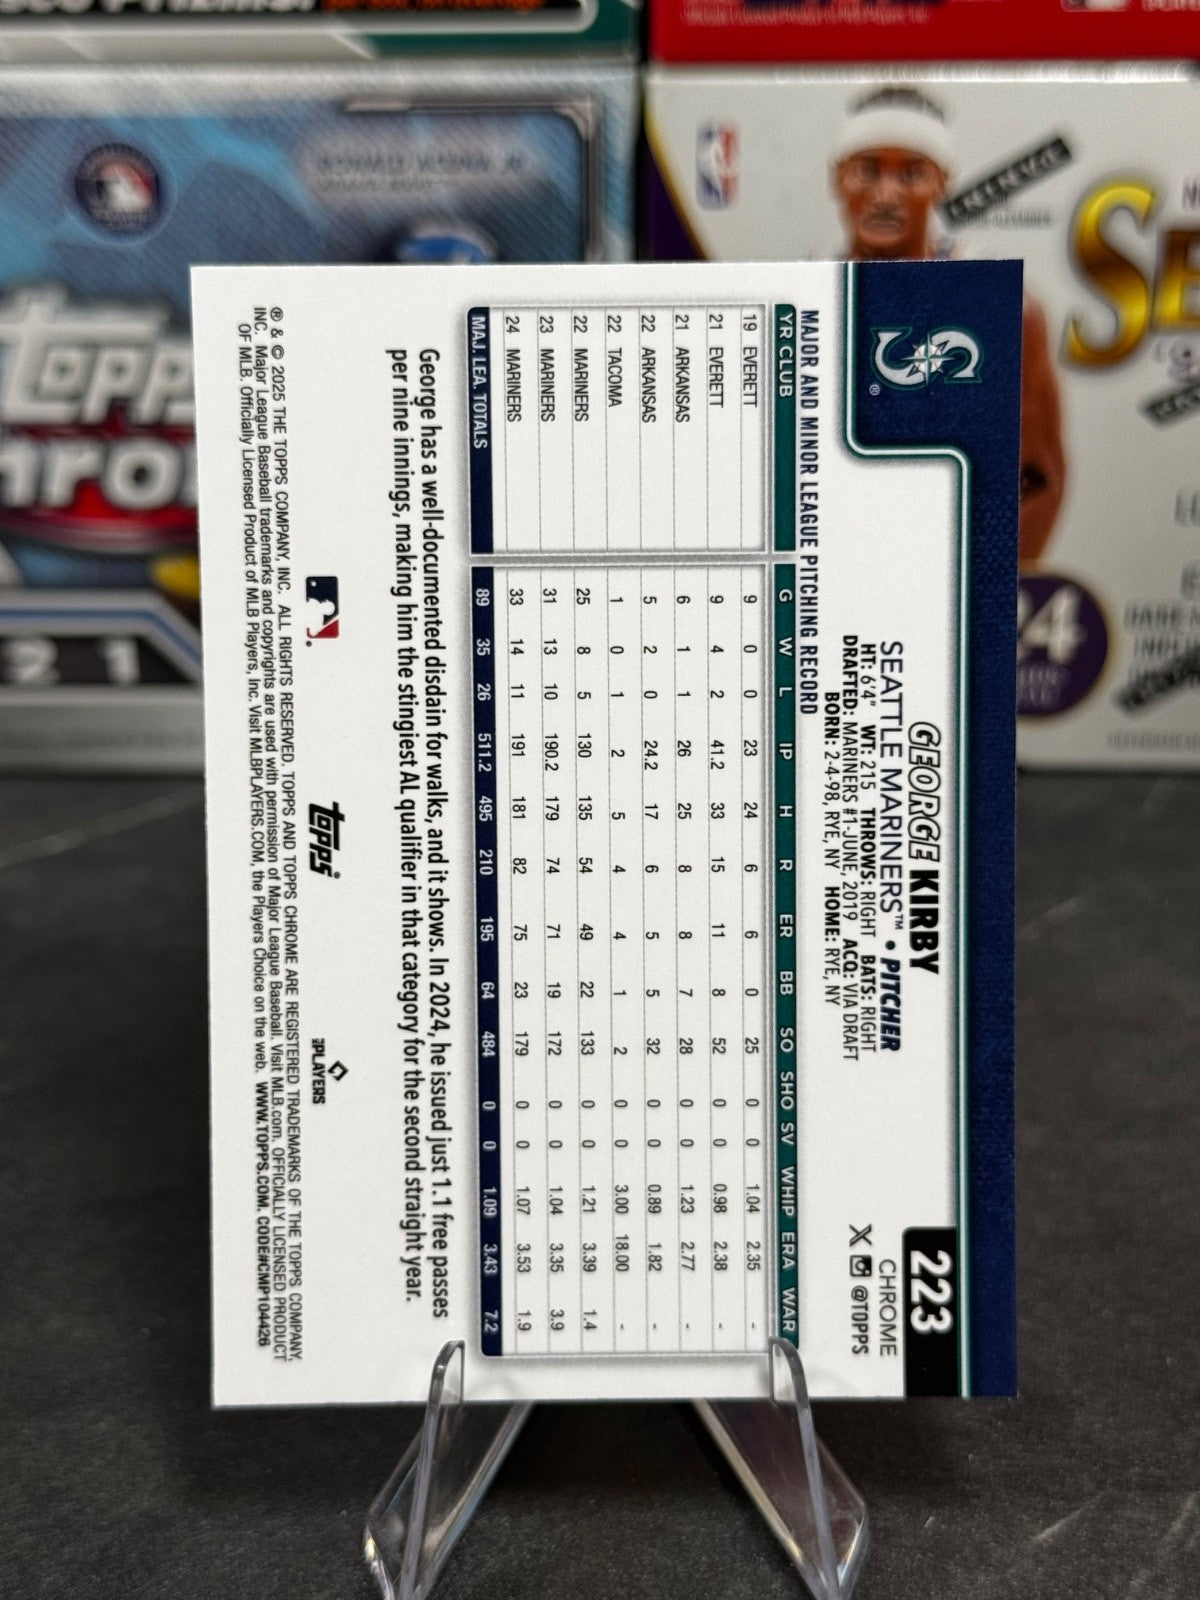 223
CHROME
GEORGE KIRBY
SEATTLE MARINERS™ • PITCHER
HT: 6'4" WT: 215 THROWS: RIGHT BATS: RIGHT
DRAFTED: MARINERS #1-JUNE, 2019 ACQ: VIA DRAFT
BORN: 2-4-98, RYE, NY HOME: RYE, NY
@TOPPS
MAJOR AND MINOR LEAGUE PITCHING RECORD
YR CLUB G W L IP H R ER BB SO SHO SV WHIP ERA WAR
19 EVERETT 9 0 0 23 24 6 6 0 25 0 0 1.04 2.35 -
21 EVERETT 9 4 2 41.2 33 15 11 8 52 0 0 0.98 2.38 -
21 ARKANSAS 6 1 1 26 25 8 8 7 28 0 0 1.23 2.77 -
22 ARKANSAS 5 2 0 24.2 17 6 5 5 32 0 0 0.89 1.82 -
22 TACOMA 1 0 1 2 5 4 4 1 2 0 0 3.00 18.00 -
22 MARINERS 25 8 5 130 135 54 49 22 133 0 0 1.21 3.39 1.4
23 MARINERS 31 13 10 190.2 179 74 71 19 172 0 0 1.04 3.35 3.9
24 MARINERS 33 14 11 191 181 82 75 23 179 0 0 1.07 3.53 1.9
MAJ. LEA. TOTALS 89 35 26 511.2 495 210 195 64 484 0 0 1.09 3.43 7.2
George has a well-documented disdain for walks, and it shows. In 2024, he issued just 1.1 free passes
per nine innings, making him the stingiest AL qualifier in that category for the second straight year.
topps
PLAYERS
® & © 2025 THE TOPPS COMPANY, INC. ALL RIGHTS RESERVED. TOPPS AND TOPPS CHROME ARE REGISTERED TRADEMARKS OF THE TOPPS COMPANY,
INC. Major League Baseball trademarks and copyrights are used with permission of Major League Baseball. Visit MLB.com. OFFICIALLY LICENSED PRODUCT
OF MLB. Officially Licensed Product of MLB Players, Inc. Visit MLBPLAYERS.COM, the Players Choice on the web. WWW.TOPPS.COM. CODE#CMP104426